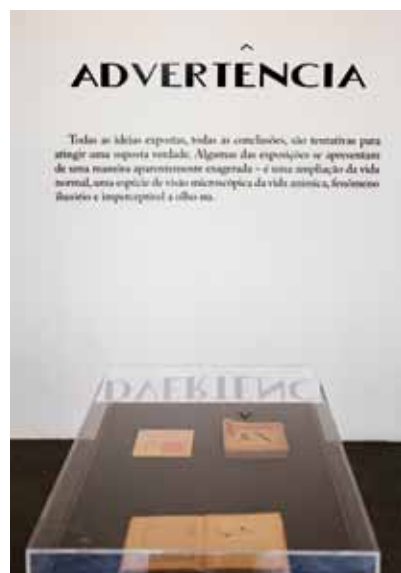 ADVERTÊNCIA
Todas as ideias expostas, todas as conclusões, são tentativas para
atingir uma suposta verdade. Algumas das exposições se apresentam
de uma maneira aparentemente exagerada – é uma ampliação da vida
normal, uma espécie de visão microscópica da vida anímica, fenômeno
ilusório e imperceptível a olho nu.